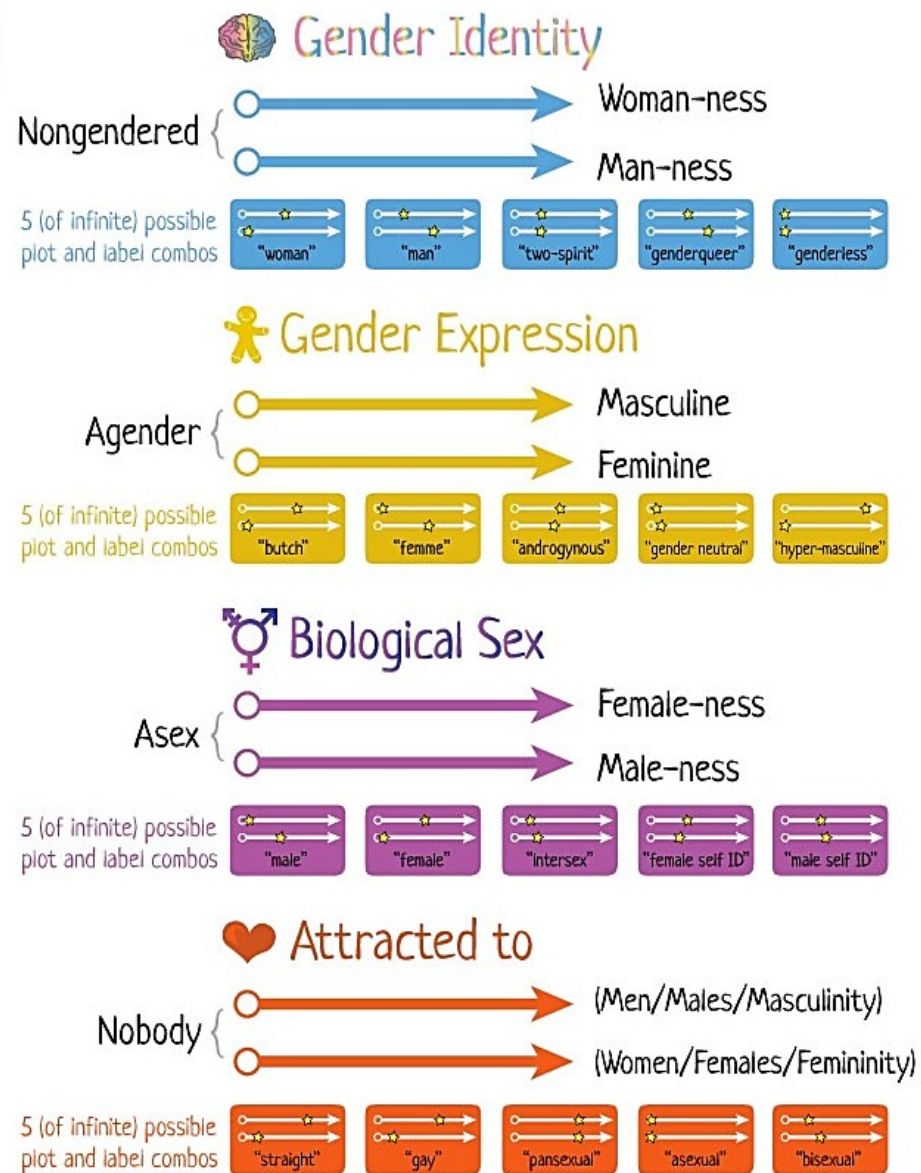 Gender Identity
Nongendered
Woman-ness
Man-ness
5 (of infinite) possible
plot and label combos
"woman"
"man"
"two-spirit"
"genderqueer"
"genderless"
Gender Expression
Agender
Masculine
Feminine
5 (of infinite) possible
plot and label combos
"butch"
"femme"
"androgynous"
"gender neutral"
"hyper-masculine"
Biological Sex
Asex
Female-ness
Male-ness
5 (of infinite) possible
plot and label combos
"male"
"female"
"intersex"
"female self ID"
"male self ID"
Attracted to
Nobody
(Men/Males/Masculinity)
(Women/Females/Femininity)
5 (of infinite) possible
plot and label combos
"straight"
"gay"
"pansexual"
"asexual"
"bisexual"